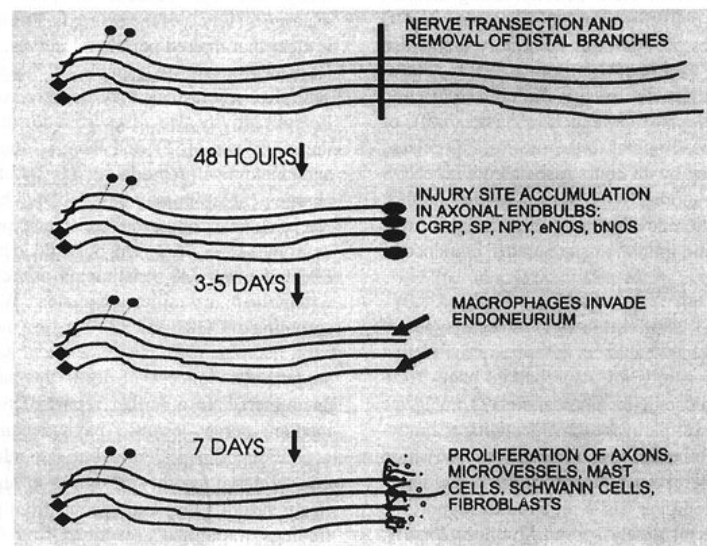 NERVE TRANSECTION AND
REMOVAL OF DISTAL BRANCHES
48 HOURS
INJURY SITE ACCUMULATION
IN AXONAL ENDBULBS:
CGRP, SP, NPY, eNOS, bNOS
3-5 DAYS
MACROPHAGES INVADE
ENDONEURIUM
7 DAYS
PROLIFERATION OF AXONS,
MICROVESSELS, MAST
CELLS, SCHWANN CELLS,
FIBROBLASTS